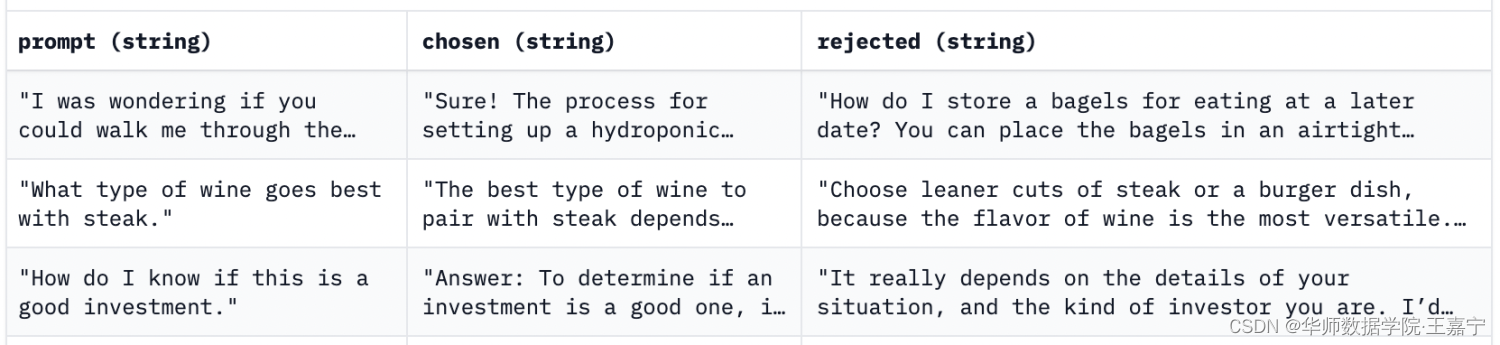 prompt (string) chosen (string) rejected (string)
"I was wondering if you "Sure! The process for "How do I store a bagels for eating at a later
could walk me through the… setting up a hydroponic… date? You can place the bagels in an airtight…
"What type of wine goes best "The best type of wine to "Choose leaner cuts of steak or a burger dish,
with steak." pair with steak depends… because the flavor of wine is the most versatile.…
"How do I know if this is a "Answer: To determine if an "It really depends on the details of your
good investment." investment is a good one, i… situation, and the kind of investor you are. I’d…
CSDN @华师数据学院·王嘉宁